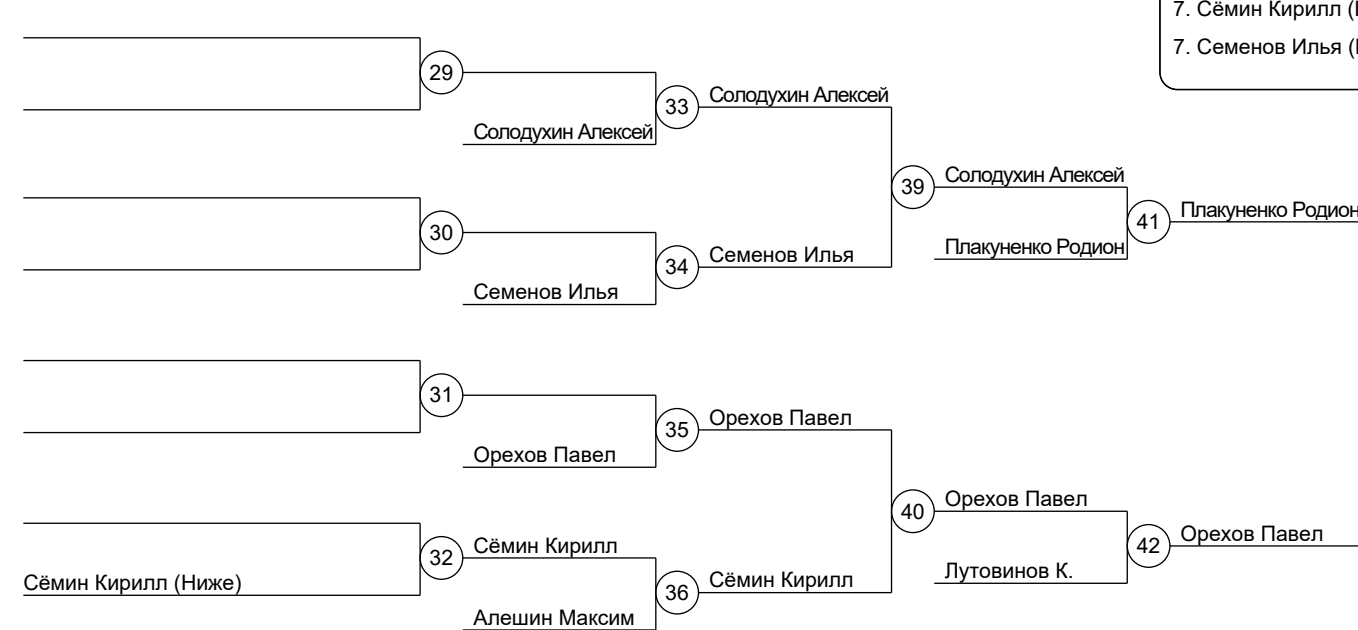 7. Сёмин Кирилл (
7. Семенов Илья (
29
Солодухин Алексей
33
Солодухин Алексей
39
Солодухин Алексей
Плакуненко Родион
41
Плакуненко Родион
30
Семенов Илья
34
Семенов Илья
31
Орехов Павел
35
Орехов Павел
40
Орехов Павел
Лутовинов К.
42
Орехов Павел
Сёмин Кирилл (Ниже)
32
Сёмин Кирилл
Алешин Максим
36
Сёмин Кирилл